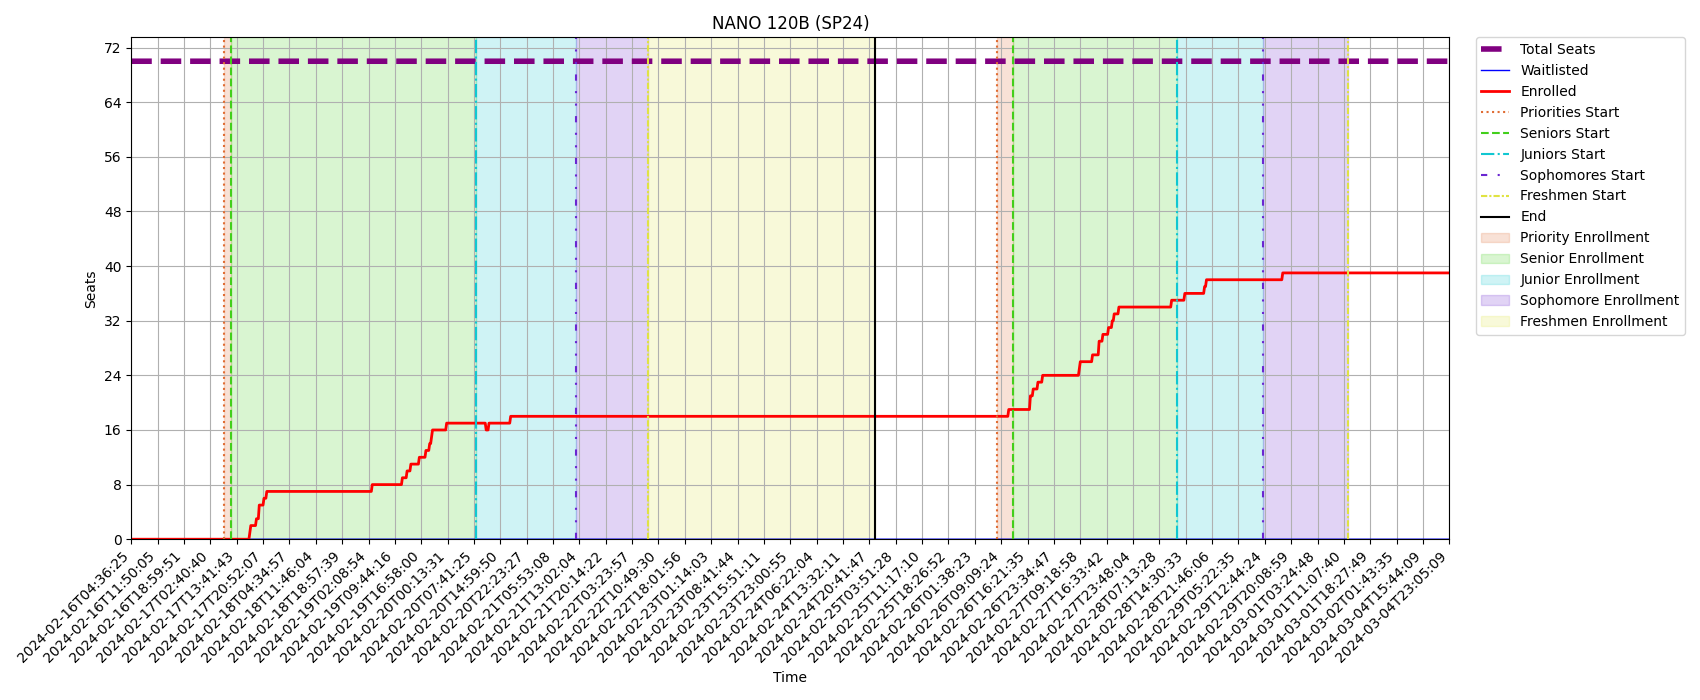 NANO 120B (SP24)
72
64
56
48
40
32
24
16
8
0
Seats
2024-02-16T04:36:25
2024-02-16T11:50:05
2024-02-16T18:59:51
2024-02-17T02:40:40
2024-02-17T13:41:43
2024-02-17T20:52:07
2024-02-18T04:34:57
2024-02-18T11:46:04
2024-02-18T18:57:39
2024-02-19T02:08:54
2024-02-19T09:44:16
2024-02-19T16:58:00
2024-02-20T00:13:31
2024-02-20T07:41:25
2024-02-20T14:59:50
2024-02-20T22:23:27
2024-02-21T05:53:08
2024-02-21T13:02:04
2024-02-21T20:14:22
2024-02-22T03:23:57
2024-02-22T10:49:30
2024-02-22T18:01:56
2024-02-23T01:14:03
2024-02-23T08:41:44
2024-02-23T15:51:11
2024-02-23T23:00:55
2024-02-24T06:22:04
2024-02-24T13:32:11
2024-02-24T20:41:47
2024-02-25T03:51:28
2024-02-25T11:17:10
2024-02-25T18:26:52
2024-02-26T01:38:23
2024-02-26T09:09:24
2024-02-26T16:21:35
2024-02-26T23:34:47
2024-02-27T09:18:58
2024-02-27T16:33:42
2024-02-27T23:48:04
2024-02-28T07:13:28
2024-02-28T14:30:33
2024-02-28T21:46:06
2024-02-29T05:22:35
2024-02-29T12:44:24
2024-02-29T20:08:59
2024-03-01T03:24:48
2024-03-01T11:07:40
2024-03-01T18:27:49
2024-03-02T01:43:35
2024-03-04T15:44:09
2024-03-04T23:05:09
Time
Total Seats
Waitlisted
Enrolled
Priorities Start
Seniors Start
Juniors Start
Sophomores Start
Freshmen Start
End
Priority Enrollment
Senior Enrollment
Junior Enrollment
Sophomore Enrollment
Freshmen Enrollment